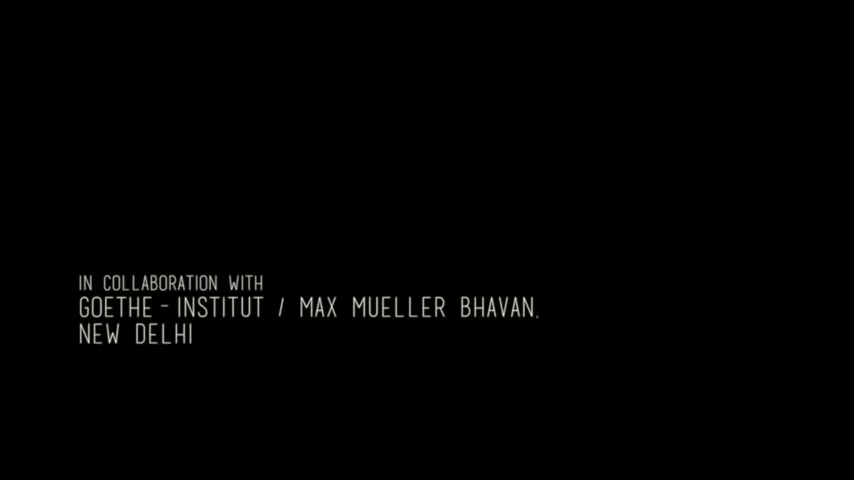 IN COLLABORATION WITH
GOETHE - INSTITUT / MAX MUELLER BHAVAN,
NEW DELHI